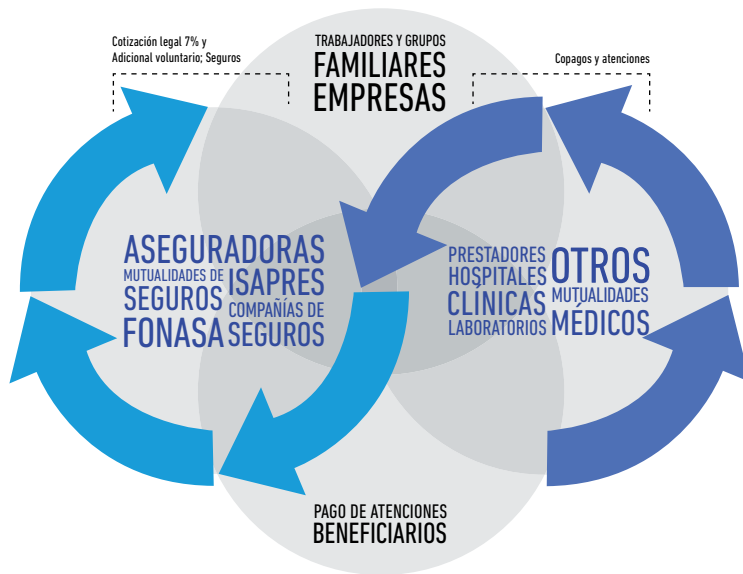 Cotización legal 7% y
Adicional voluntario; Seguros
TRABAJADORES Y GRUPOS
FAMILIARES
EMPRESAS
Copagos y atenciones
ASEGURADORAS
MUTUALIDADES DE
SEGUROS
FONASA
ISAPRES
COMPAÑÍAS DE
SEGUROS
PRESTADORES
HOSPITALES
CLÍNICAS
LABORATORIOS
OTROS
MUTUALIDADES
MÉDICOS
PAGO DE ATENCIONES
BENEFICIARIOS